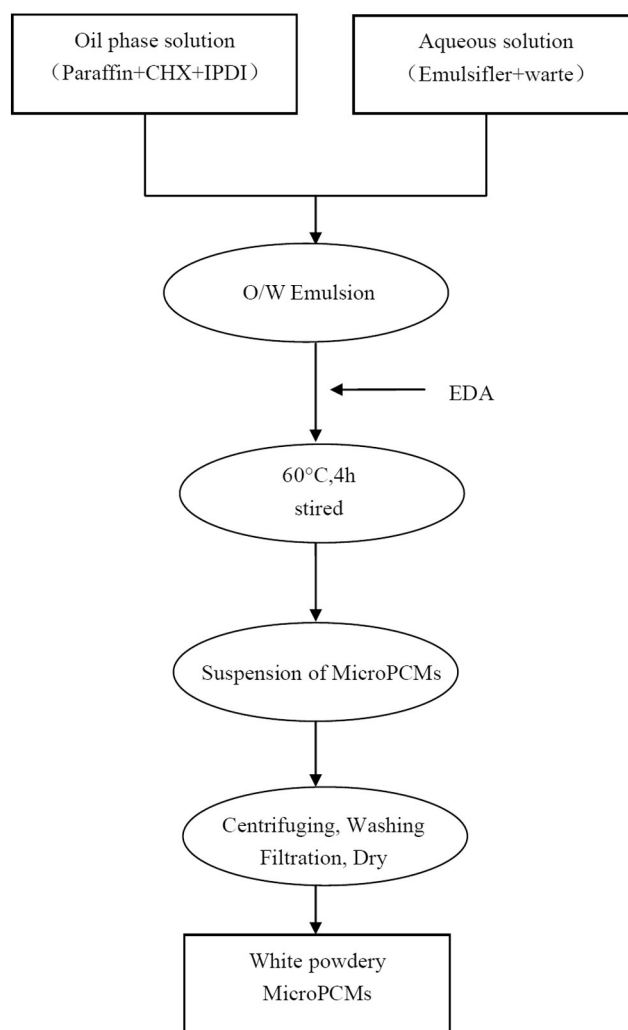 Oil phase solution
（Paraffin+CHX+IPDI）
Aqueous solution
（Emulsifler+warte）
O/W Emulsion
EDA
60°C,4h
stired
Suspension of MicroPCMs
Centrifuging, Washing
Filtration, Dry
White powdery
MicroPCMs